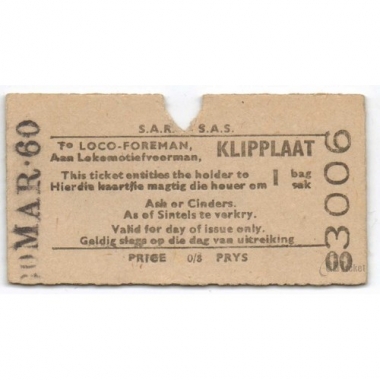 S.A.R. S.A.S.
To LOCO-FOREMAN, KLIPPLAAT
Aan Lokomotiefvoorman,
This ticket entitles the holder to 1 bag
Hierdie kaartjie magtig die houer om sak
Ash or Cinders.
As of Sintels te verkry.
Valid for day of issue only.
Geldig slegs op die dag van uitreiking
PRICE 0/8 PRYS
MAR·60
3006
00